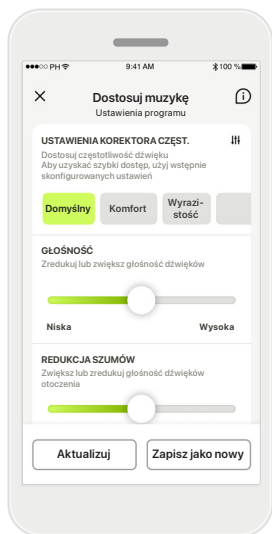 PH 9:41 AM 100 %
Dostosuj muzykę
Ustawienia programu
USTAWIENIA KOREKTORA CZĘST.
Dostosuj częstotliwość dźwięku
Aby uzyskać szybki dostęp, użyj wstępnie
skonfigurowanych ustawień
Domyślny Komfort Wyrazi-
stość
GŁOŚNOŚĆ
Zredukuj lub zwiększ głośność dźwięków
Niska Wysoka
REDUKCJA SZUMÓW
Zwiększ lub zredukuj głośność dźwięków
otoczenia
Aktualizuj Zapisz jako nowy